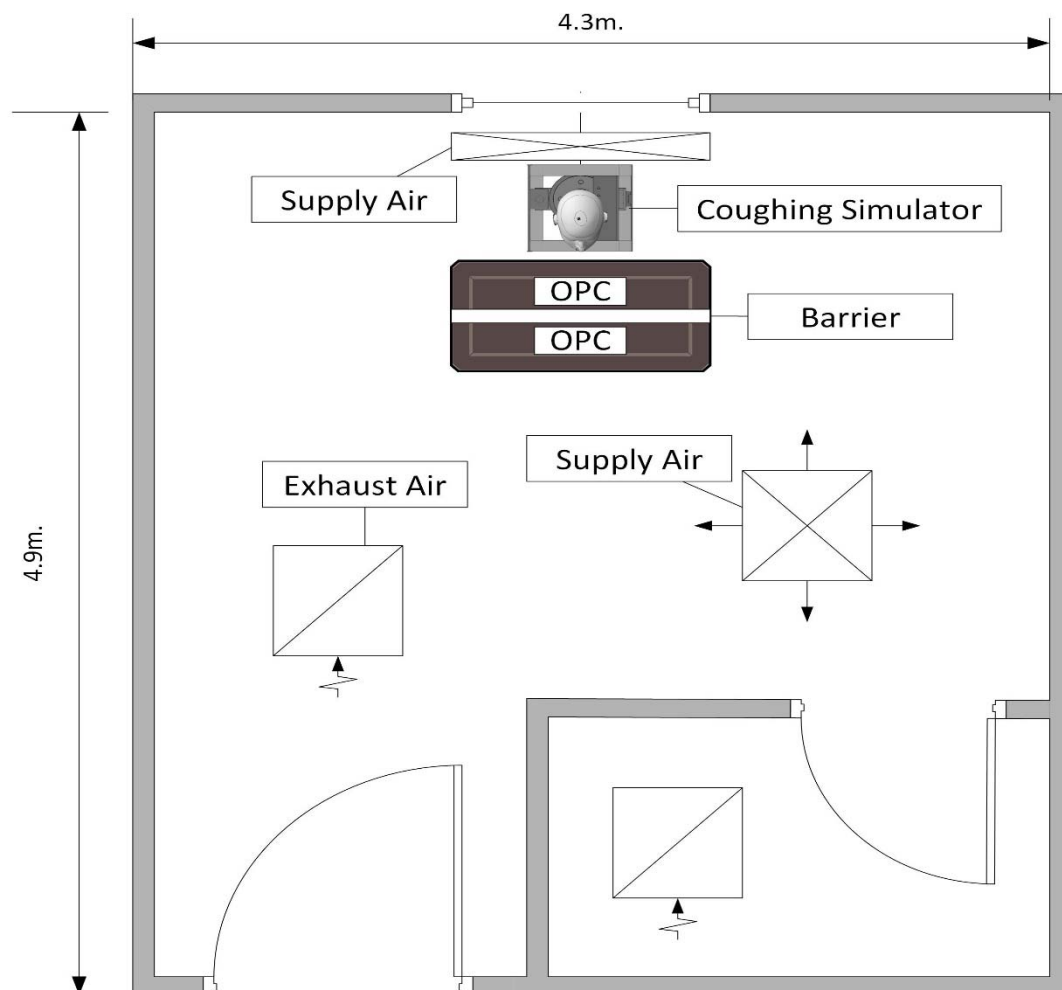 4.3m.
Supply Air
Coughing Simulator
OPC
Barrier
OPC
Supply Air
Exhaust Air
4.9m.